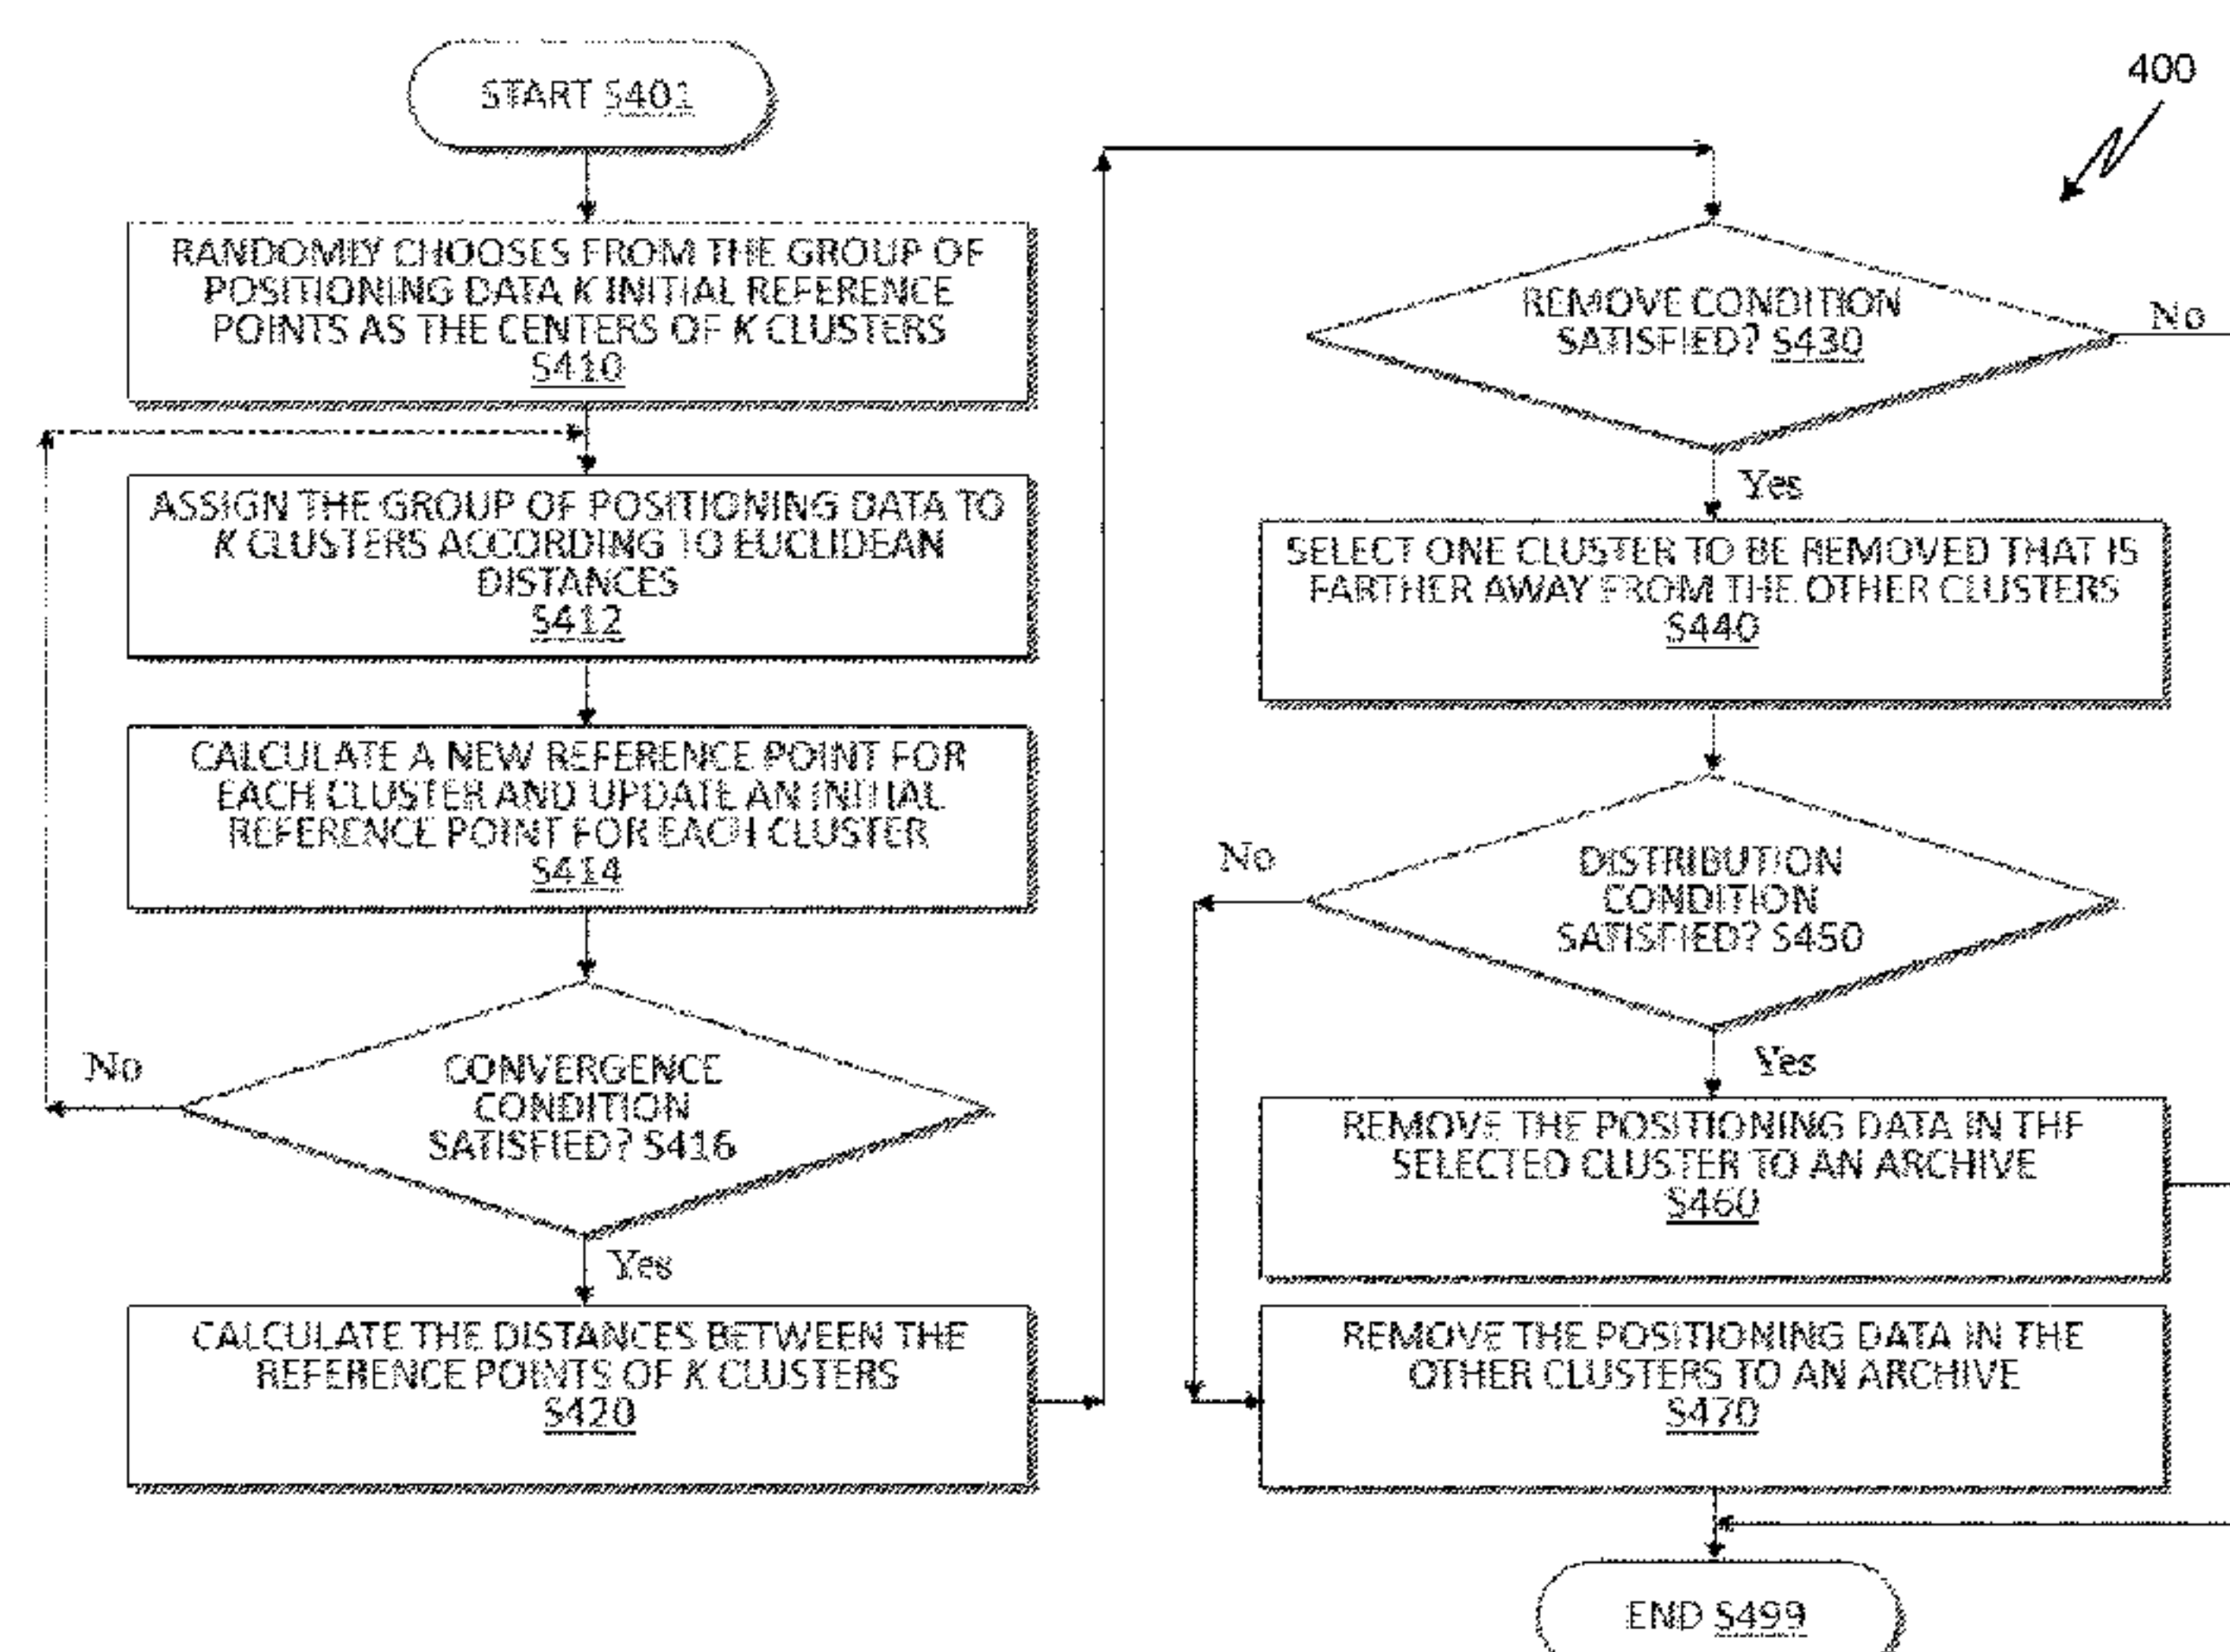 START S401
RANDOMLY CHOOSES FROM THE GROUP OF
POSITIONING DATA K INITIAL REFERENCE
POINTS AS THE CENTERS OF K CLUSTERS
S410
ASSIGN THE GROUP OF POSITIONING DATA TO
K CLUSTERS ACCORDING TO EUCLIDEAN
DISTANCES
S412
CALCULATE A NEW REFERENCE POINT FOR
EACH CLUSTER AND UPDATE AN INITIAL
REFERENCE POINT FOR EACH CLUSTER
S414
No
CONVERGENCE
CONDITION
SATISFIED? S416
Yes
CALCULATE THE DISTANCES BETWEEN THE
REFERENCE POINTS OF K CLUSTERS
S420
400
REMOVE CONDITION
SATISFIED? S430
No
Yes
SELECT ONE CLUSTER TO BE REMOVED THAT IS
FARTHER AWAY FROM THE OTHER CLUSTERS
S440
No
DISTRIBUTION
CONDITION
SATISFIED? S450
Yes
REMOVE THE POSITIONING DATA IN THE
SELECTED CLUSTER TO AN ARCHIVE
S460
REMOVE THE POSITIONING DATA IN THE
OTHER CLUSTERS TO AN ARCHIVE
S470
END S499